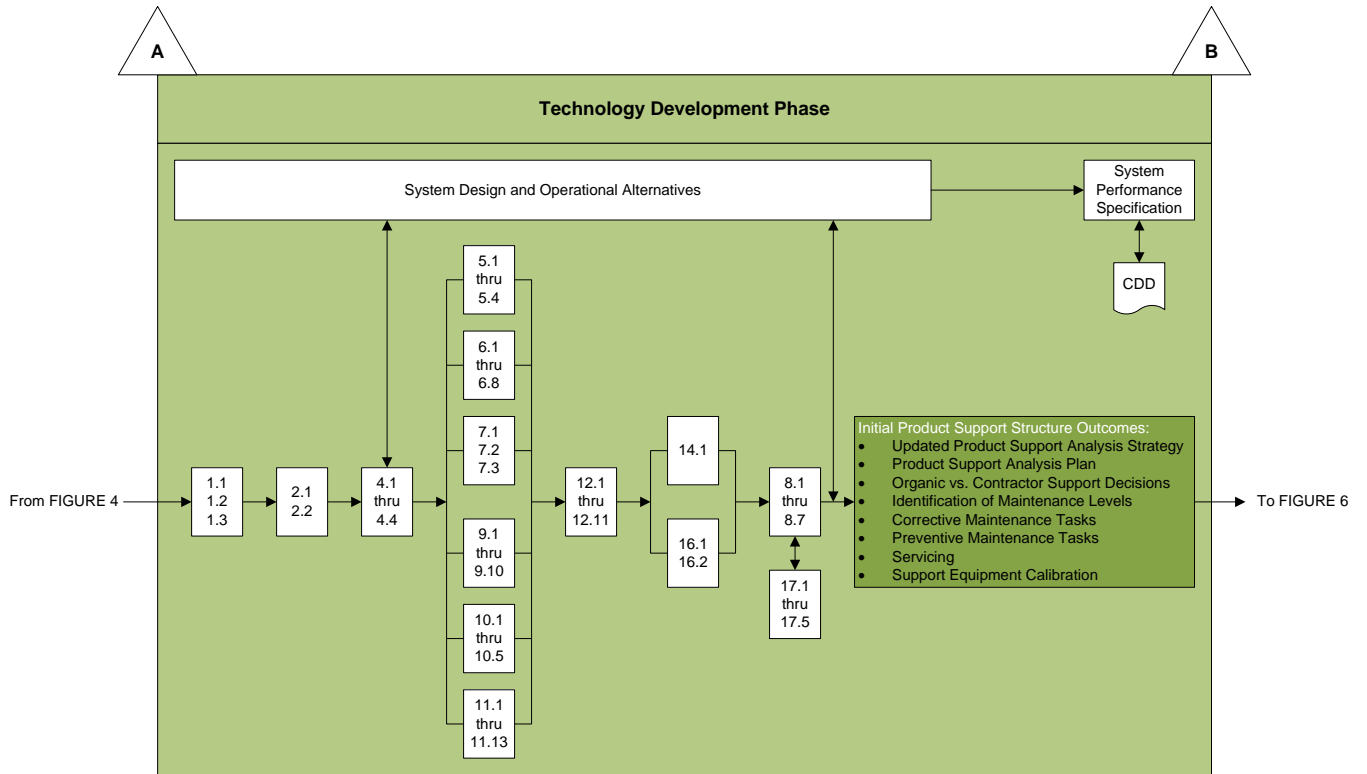 A
B
Technology Development Phase
System Design and Operational Alternatives
System
Performance
Specification
CDD
5.1
thru
5.4
6.1
thru
6.8
7.1
7.2
7.3
From FIGURE 4
1.1
1.2
1.3
2.1
2.2
4.1
thru
4.4
9.1
thru
9.10
10.1
thru
10.5
11.1
thru
11.13
12.1
thru
12.11
14.1
16.1
16.2
8.1
thru
8.7
17.1
thru
17.5
Initial Product Support Structure Outcomes:
• Updated Product Support Analysis Strategy
• Product Support Analysis Plan
• Organic vs. Contractor Support Decisions
• Identification of Maintenance Levels
• Corrective Maintenance Tasks
• Preventive Maintenance Tasks
• Servicing
• Support Equipment Calibration
To FIGURE 6